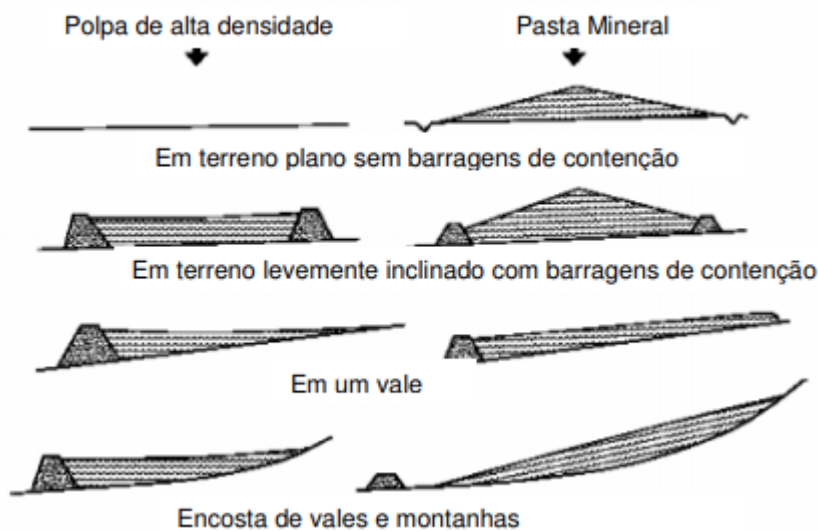 Polpa de alta densidade
Pasta Mineral
Em terreno plano sem barragens de contenção
Em terreno levemente inclinado com barragens de contenção
Em um vale
Encosta de vales e montanhas